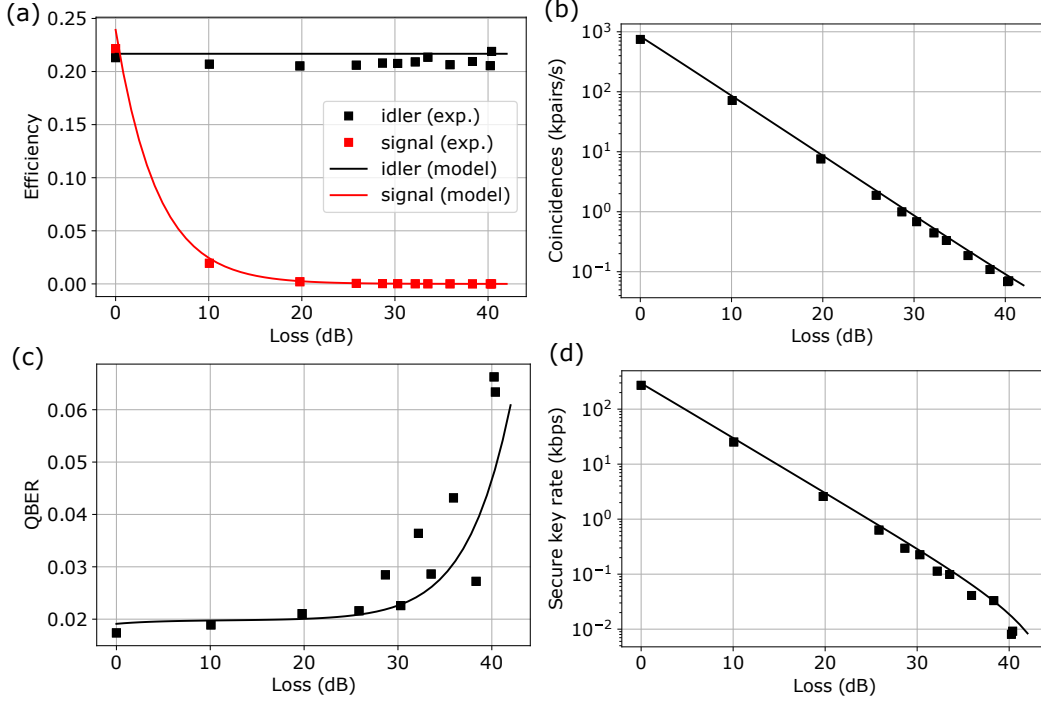 (a)
0.25
0.20
0.15
0.10
0.05
0.00
Efficiency
idler (exp.)
signal (exp.)
idler (model)
signal (model)
0 10 20 30 40
Loss (dB)
(b)
10³
10²
10¹
10⁰
10⁻¹
Coincidences (kpairs/s)
0 10 20 30 40
Loss (dB)
(c)
0.06
0.05
0.04
0.03
0.02
QBER
0 10 20 30 40
Loss (dB)
(d)
10²
10¹
10⁰
10⁻¹
10⁻²
Secure key rate (kbps)
0 10 20 30 40
Loss (dB)